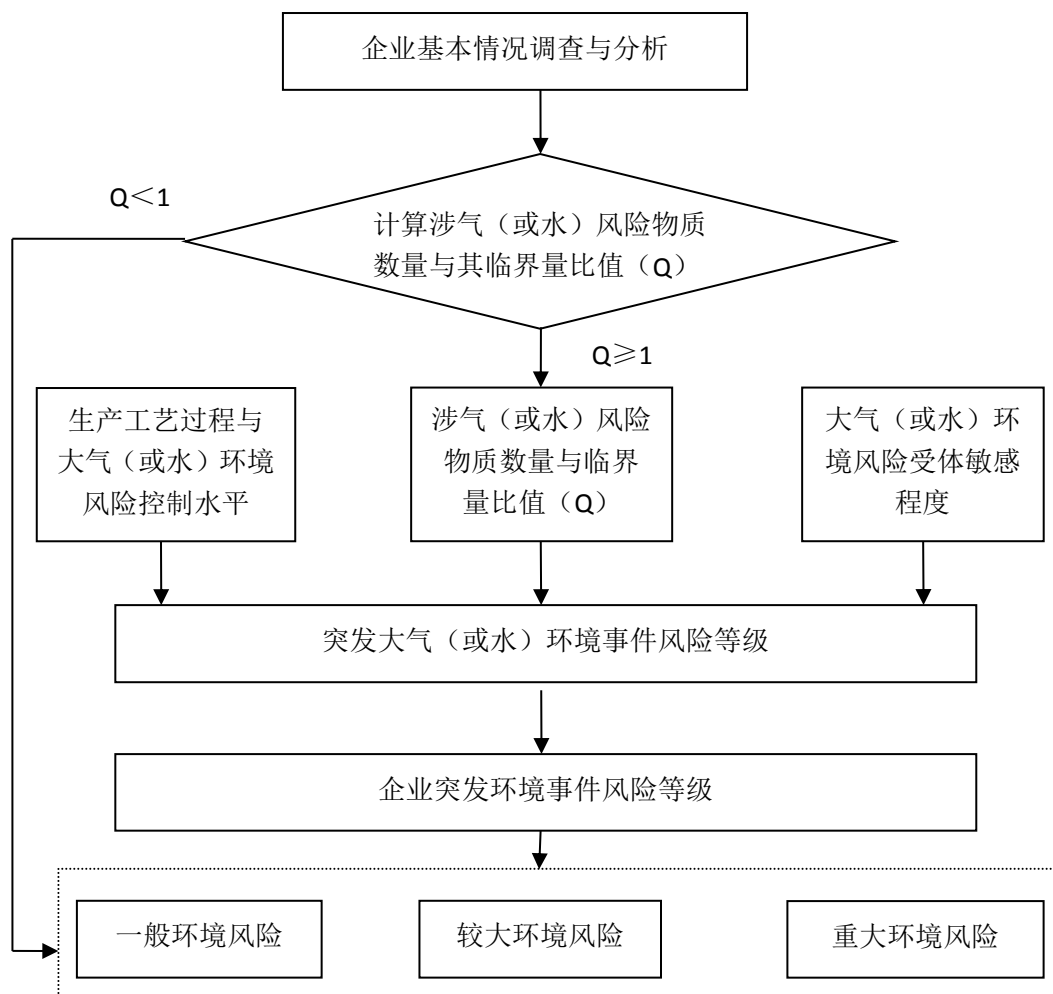 企业基本情况调查与分析
Q＜1
计算涉气（或水）风险物质
数量与其临界量比值（Q）
Q≥1
生产工艺过程与
大气（或水）环境
风险控制水平
涉气（或水）风险
物质数量与临界
量比值（Q）
大气（或水）环
境风险受体敏感
程度
突发大气（或水）环境事件风险等级
企业突发环境事件风险等级
一般环境风险
较大环境风险
重大环境风险